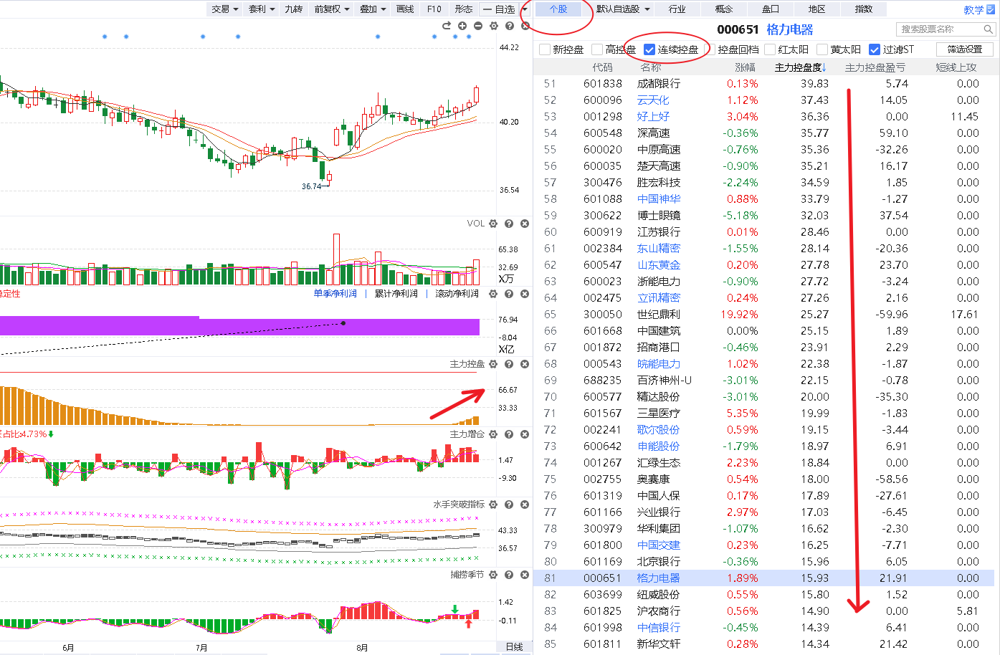 交易 套利 九转 前复权 叠加 画线 F10 形态 一自选 个股 默认自选股 行业 概念 盘口 地区 指数 教学
000651 格力电器 搜索股票名称
新控盘 高控盘 连续控盘 控盘回档 红太阳 黄太阳 过滤ST 筛选设置
代码 名称 涨幅 主力控盘度↓ 主力控盘盈亏 短线上攻
51 601838 成都银行 0.13% 39.83 5.74 0.00
52 600096 云天化 1.12% 37.43 14.05 0.00
53 001298 好上好 3.04% 36.36 0.00 11.45
54 600548 深高速 -0.36% 35.77 59.10 0.00
55 600020 中原高速 -0.76% 35.36 -32.26 0.00
56 600035 楚天高速 -0.90% 35.21 16.17 0.00
57 300476 胜宏科技 -2.24% 34.59 1.85 0.00
58 601088 中国神华 0.88% 33.79 -1.27 0.00
59 300622 博士眼镜 -5.18% 32.03 37.54 0.00
60 600919 江苏银行 0.01% 28.46 0.00 0.00
61 002384 东山精密 -1.55% 28.14 -20.36 0.00
62 600547 山东黄金 0.20% 27.78 23.70 0.00
63 600023 浙能电力 -0.90% 27.72 -3.24 0.00
64 002475 立讯精密 0.24% 27.26 2.16 0.00
65 300050 世纪鼎利 19.92% 25.27 -59.96 17.61
66 601668 中国建筑 0.00% 25.15 1.89 0.00
67 001872 招商港口 -0.46% 23.91 2.29 0.00
68 000543 皖能电力 1.02% 22.38 -1.87 0.00
69 688235 百济神州-U -3.01% 22.15 -0.78 0.00
70 600577 精达股份 -3.01% 20.00 -35.30 0.00
71 601567 三星医疗 5.35% 19.99 -1.83 0.00
72 002241 歌尔股份 0.59% 19.15 -3.44 0.00
73 600642 申能股份 -1.79% 18.97 6.91 0.00
74 001267 汇绿生态 2.23% 18.84 0.00 0.00
75 002755 奥赛康 0.54% 18.00 -58.56 0.00
76 601319 中国人保 0.17% 17.89 -27.61 0.00
77 601166 兴业银行 2.97% 17.03 -6.45 0.00
78 300979 华利集团 -1.07% 16.62 -2.30 0.00
79 601800 中国交建 0.23% 16.25 -7.71 0.00
80 601169 北京银行 -0.36% 15.96 6.05 0.00
81 000651 格力电器 1.89% 15.93 21.91 0.00
82 603699 纽威股份 0.55% 15.80 1.52 0.00
83 601825 沪农商行 0.56% 14.90 0.00 5.81
84 601998 中信银行 -0.45% 14.39 6.41 0.00
85 601811 新华文轩 0.28% 14.34 21.42 0.00
44.22
40.20
36.74
36.54
VOL
65.38
32.69
X万
稳定性 单季净利润 | 累计净利润 | 滚动净利润
76.94
-8.04
X亿
主力控盘
66.67
33.33
占比:4.73% 主力增仓
1.47
-9.30
水手突破指标
43.33
36.57
捕捞季节
1.42
-0.11
6月 7月 8月 日线